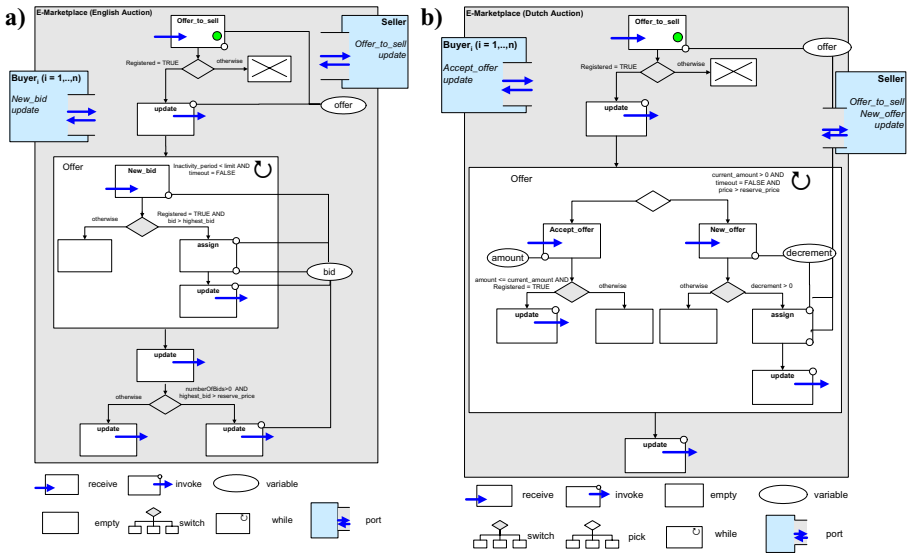 a)
E-Marketplace (English Auction)
Offer_to_sell
Seller
Offer_to_sell
update
Registered = TRUE
otherwise
Buyeri (i = 1,..,n)
New_bid
update
update
offer
Offer
Inactivity_period < limit AND
timeout = FALSE
New_bid
Registered = TRUE AND
bid > highest_bid
otherwise
assign
bid
update
update
numberOfBids>0 AND
highest_bid > reserve_price
otherwise
update
update
receive
invoke
variable
empty
switch
while
port
b)
E-Marketplace (Dutch Auction)
Offer_to_sell
offer
Buyeri (i = 1,..,n)
Accept_offer
update
Registered = TRUE
otherwise
Seller
Offer_to_sell
New_offer
update
update
Offer
current_amount > 0 AND
timeout = FALSE AND
price > reserve_price
Accept_offer
New_offer
amount
decrement
amount <= current_amount AND
Registered = TRUE
otherwise
otherwise
decrement > 0
update
assign
update
update
receive
invoke
empty
variable
switch
pick
while
port